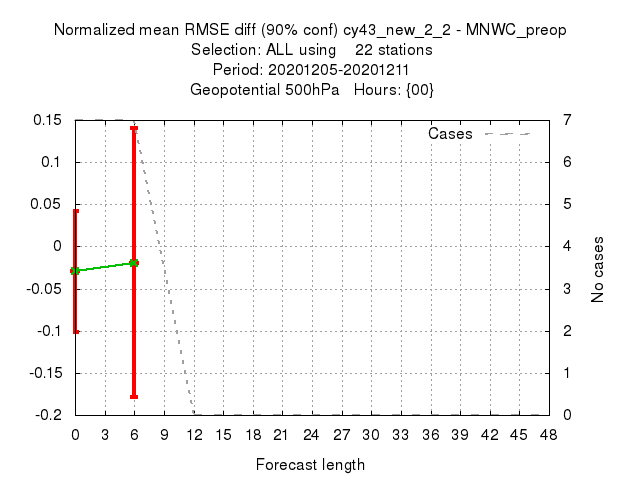 Normalized mean RMSE diff (90% conf) cy43_new_2_2 - MNWC_preop
Selection: ALL using    22 stations
Period: 20201205-20201211
Geopotential 500hPa   Hours: {00}
0.15 7
Cases
0.1 6
0.05 5
0 4
-0.05 3
-0.1 2
-0.15 1
-0.2 0
No cases
0 3 6 9 12 15 18 21 24 27 30 33 36 39 42 45 48
Forecast length